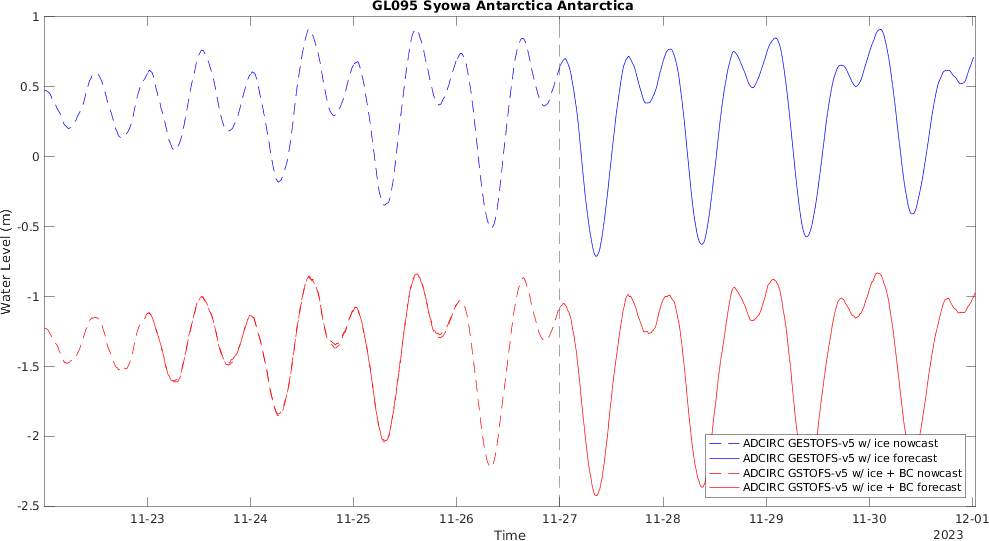 GL095 Syowa Antarctica Antarctica
1
0.5
0
-0.5
-1
-1.5
-2
-2.5
Water Level (m)
ADCIRC GESTOFS-v5 w/ ice nowcast
ADCIRC GESTOFS-v5 w/ ice forecast
ADCIRC GSTOFS-v5 w/ ice + BC nowcast
ADCIRC GSTOFS-v5 w/ ice + BC forecast
11-23
11-24
11-25
11-26
11-27
11-28
11-29
11-30
12-01
Time
2023